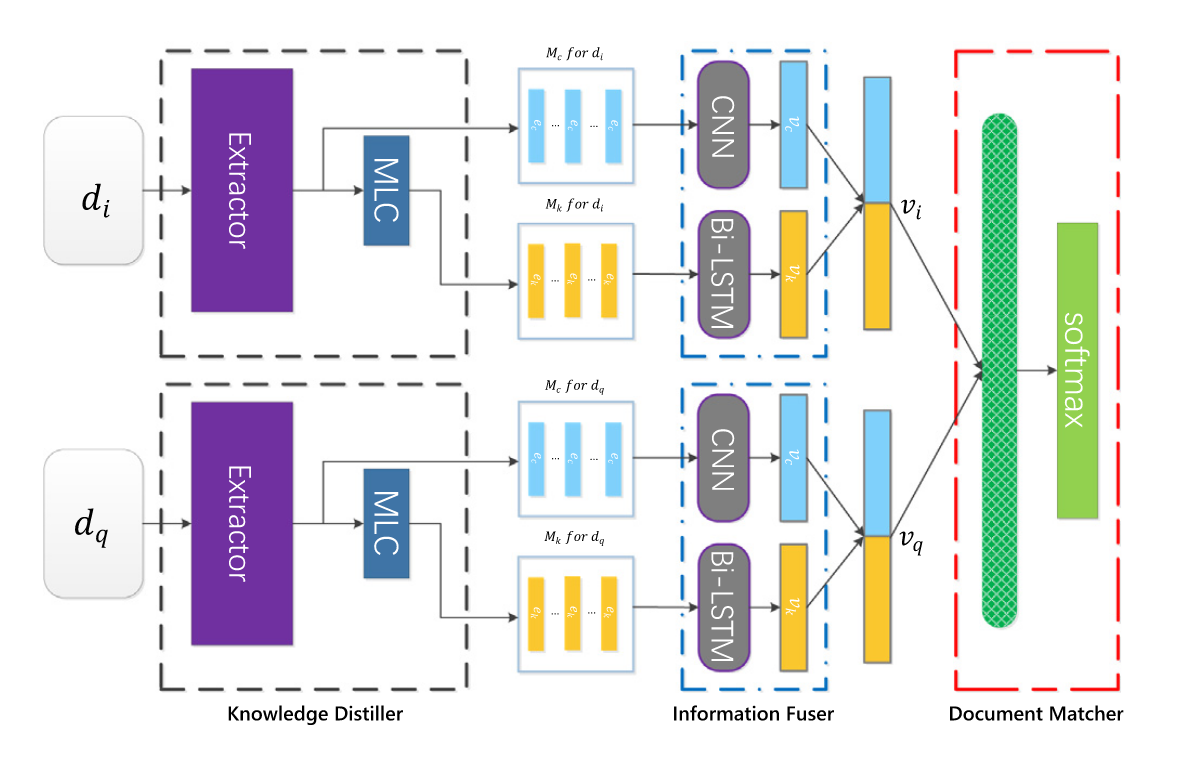 d_i
Extractor
MLC
M_c for d_i
e_c ... e_c ... e_c
M_k for d_i
e_k ... e_k ... e_k
CNN
v_c
Bi-LSTM
v_k
v_i
d_q
Extractor
MLC
M_c for d_q
e_c ... e_c ... e_c
M_k for d_q
e_k ... e_k ... e_k
CNN
v_c
Bi-LSTM
v_k
v_q
softmax
Knowledge Distiller
Information Fuser
Document Matcher